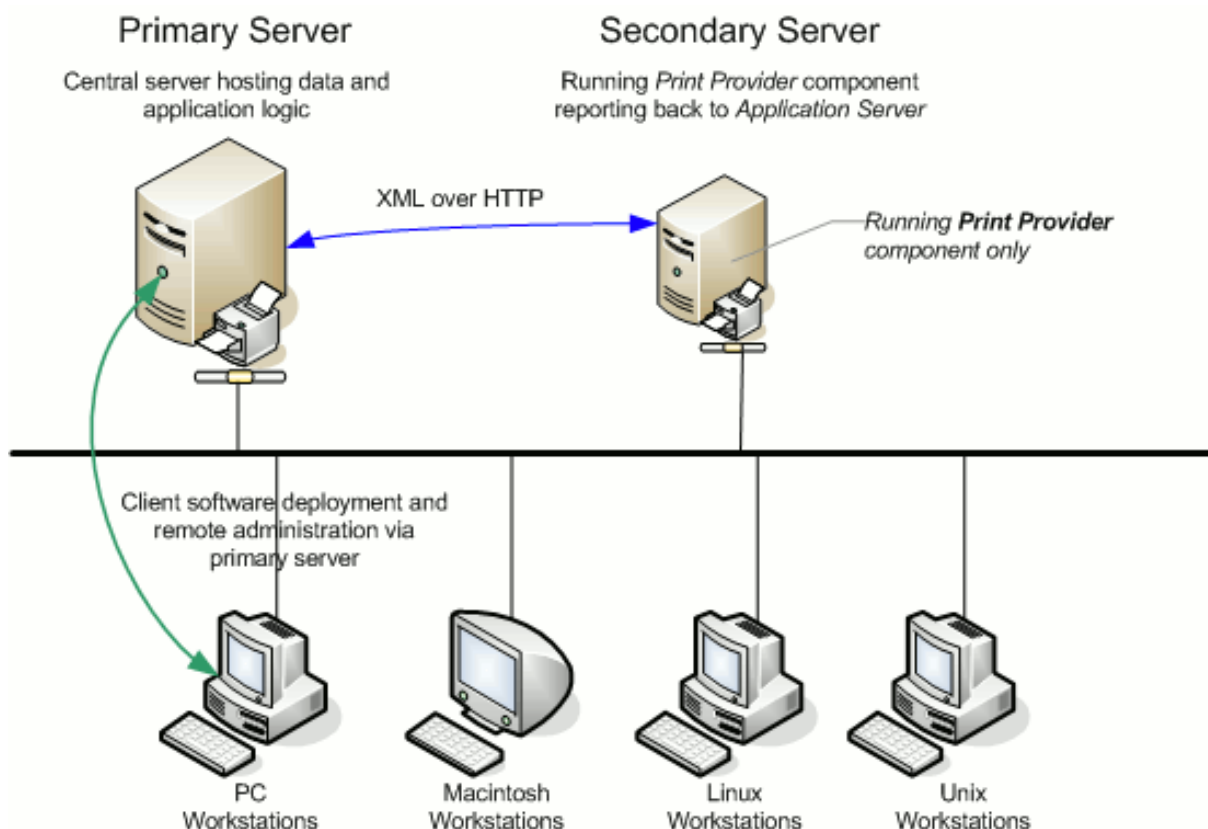 Primary Server
Central server hosting data and
application logic
Secondary Server
Running Print Provider component
reporting back to Application Server
XML over HTTP
Running Print Provider
component only
Client software deployment and
remote administration via
primary server
PC
Workstations
Macintosh
Workstations
Linux
Workstations
Unix
Workstations